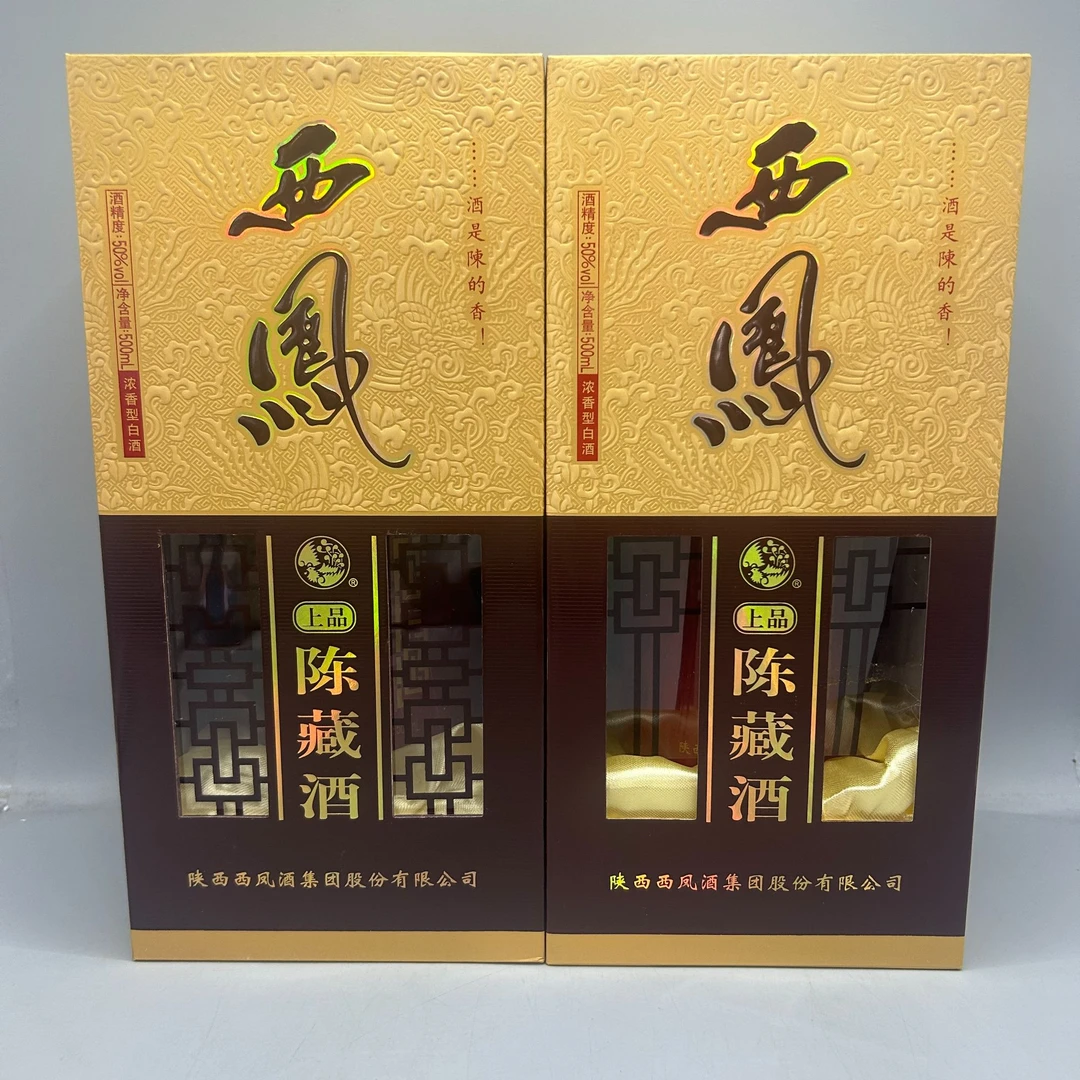 西鳳
……酒是陳的香！
酒精度:50%vol 净含量:500mL 浓香型白酒
®
上品
陈藏酒
陕西西凤酒集团股份有限公司
西鳳
……酒是陳的香！
酒精度:50%vol 净含量:500mL 浓香型白酒
®
上品
陈藏酒
陕西西凤酒集团股份有限公司